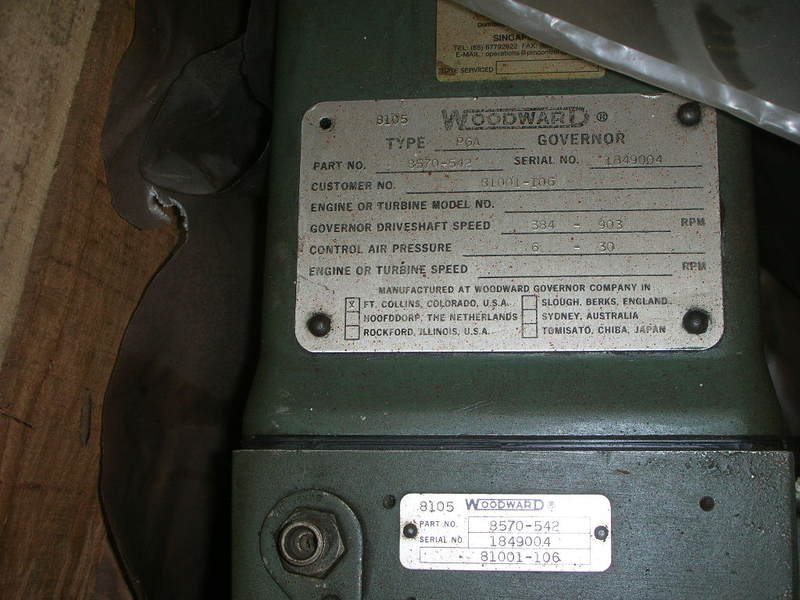 SINGAPO
TEL: (65) 67792822 FAX:
E-MAIL: operations@pmcontrol
DATE SERVICED
8105 WOODWARD ®
TYPE PGA GOVERNOR
PART NO. 8570-542 SERIAL NO. 1849004
CUSTOMER NO. 81001-106
ENGINE OR TURBINE MODEL NO.
GOVERNOR DRIVESHAFT SPEED 384 - 903 RPM
CONTROL AIR PRESSURE 6 - 30
ENGINE OR TURBINE SPEED RPM
MANUFACTURED AT WOODWARD GOVERNOR COMPANY IN
X FT. COLLINS, COLORADO, U.S.A. SLOUGH, BERKS, ENGLAND
HOOFDDORP, THE NETHERLANDS SYDNEY, AUSTRALIA
ROCKFORD, ILLINOIS, U.S.A. TOMISATO, CHIBA, JAPAN
8105 WOODWARD ®
PART NO. 8570-542
SERIAL NO. 1849004
81001-106